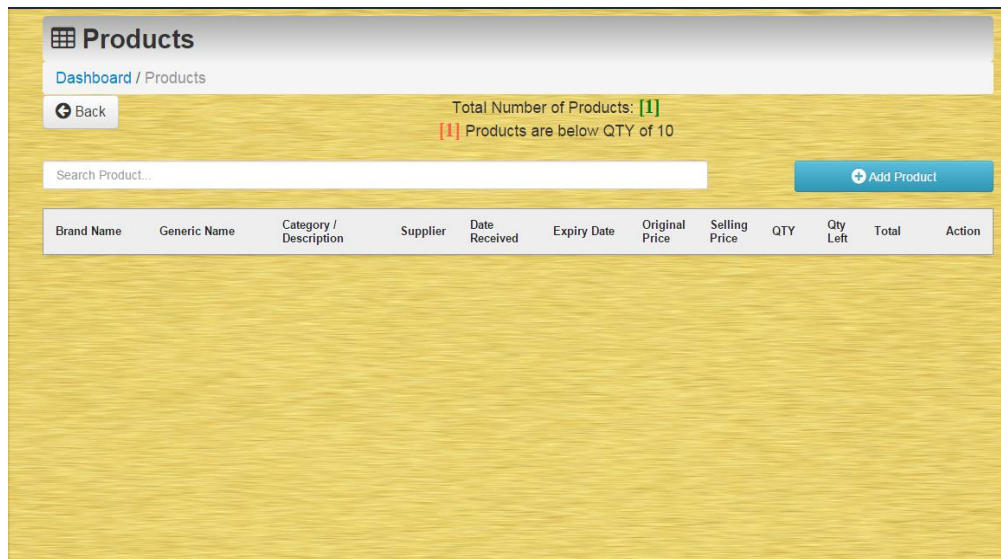 Products
Dashboard / Products
Back
Total Number of Products: [1]
[1] Products are below QTY of 10
Search Product...
Add Product
Brand Name Generic Name Category / Description Supplier Date Received Expiry Date Original Price Selling Price QTY Qty Left Total Action